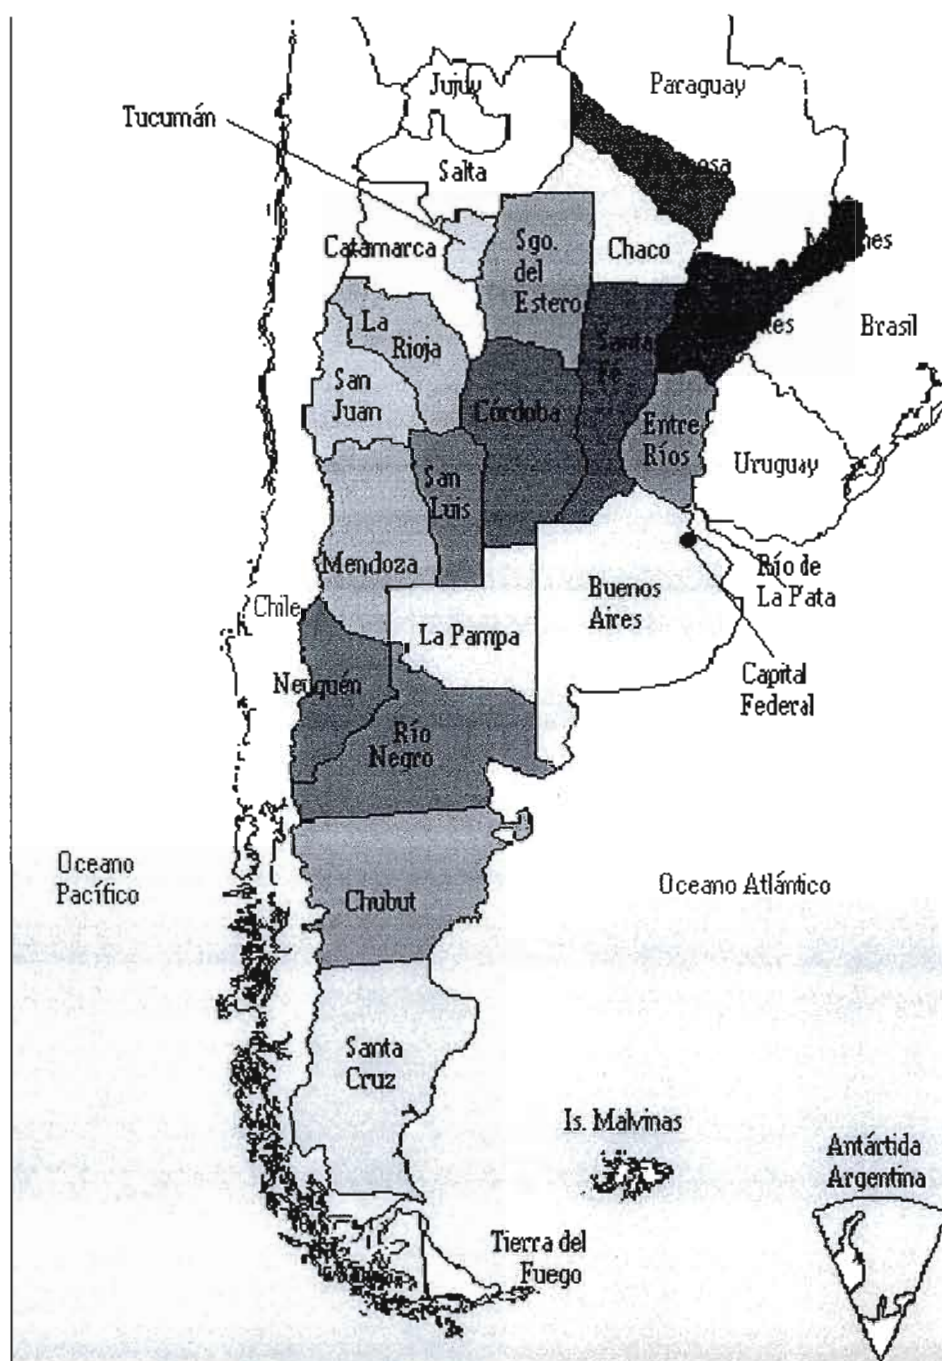 Jujuy
Paraguay
Tucumán
Salta
Catamarca
Sgo.
del
Estero
Chaco
Brasil
La
Rioja
Santa
Fe
San
Juan
Córdoba
Entre
Ríos
Uruguay
San
Luis
Mendoza
Río de
La P'ata
Buenos
Aires
Chile
La Pampa
Capital
Federal
Neuquén
Río
Negro
Oceano
Pacífico
Chubut
Oceano Atlántico
Santa
Cruz
Is. Malvinas
Antártida
Argentina
Tierra del
Fuego